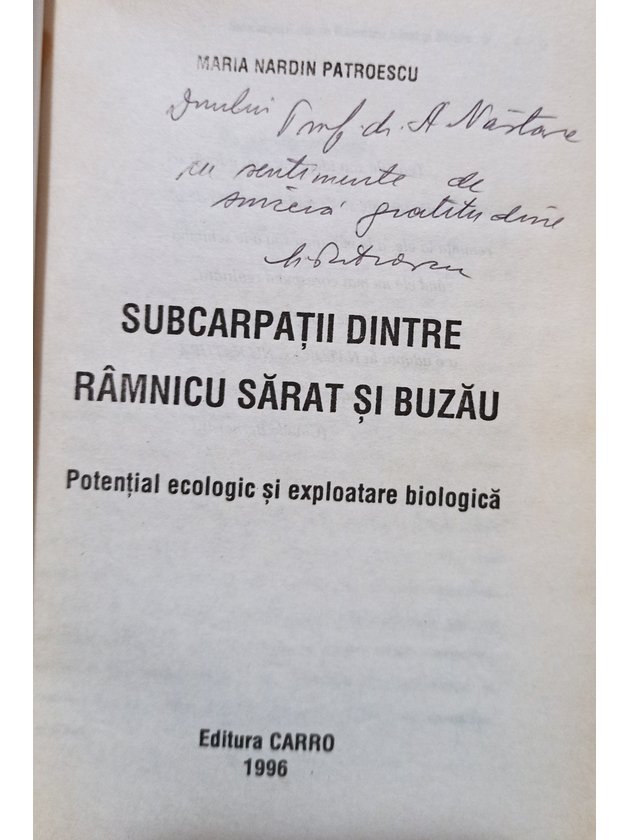 MARIA NARDIN PATROESCU
Dnului Prof. dr. A Năstase
cu sentimente de
sinceră gratitudine
SUBCARPAȚII DINTRE
RÂMNICU SĂRAT ȘI BUZĂU
Potențial ecologic și exploatare biologică
Editura CARRO
1996